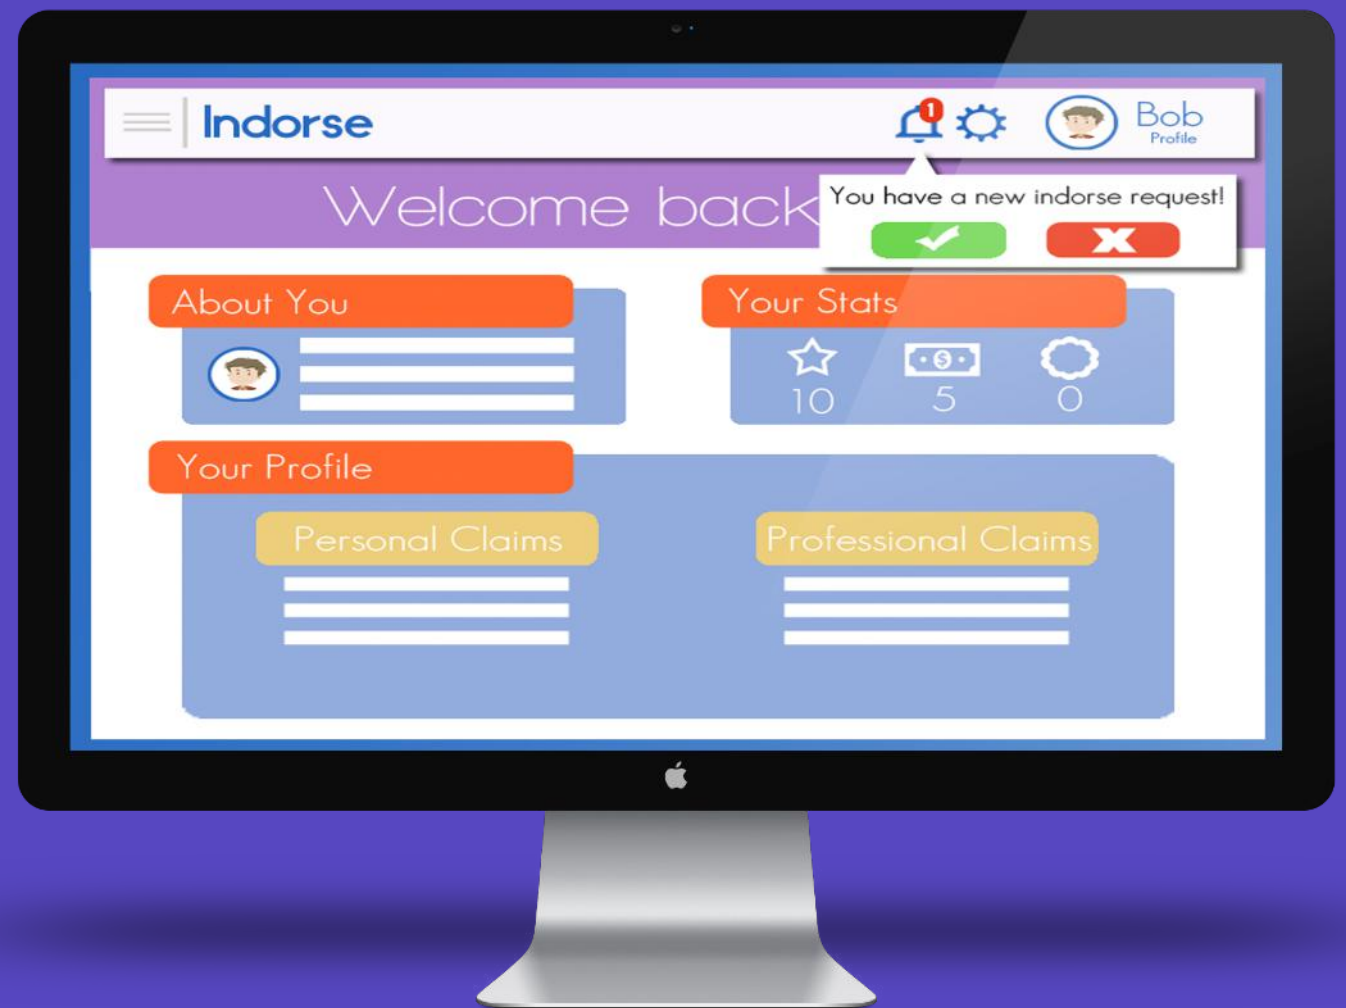 Indorse
1
Bob
Profile
You have a new indorse request!
Welcome back
About You
Your Stats
10
5
0
Your Profile
Personal Claims
Professional Claims